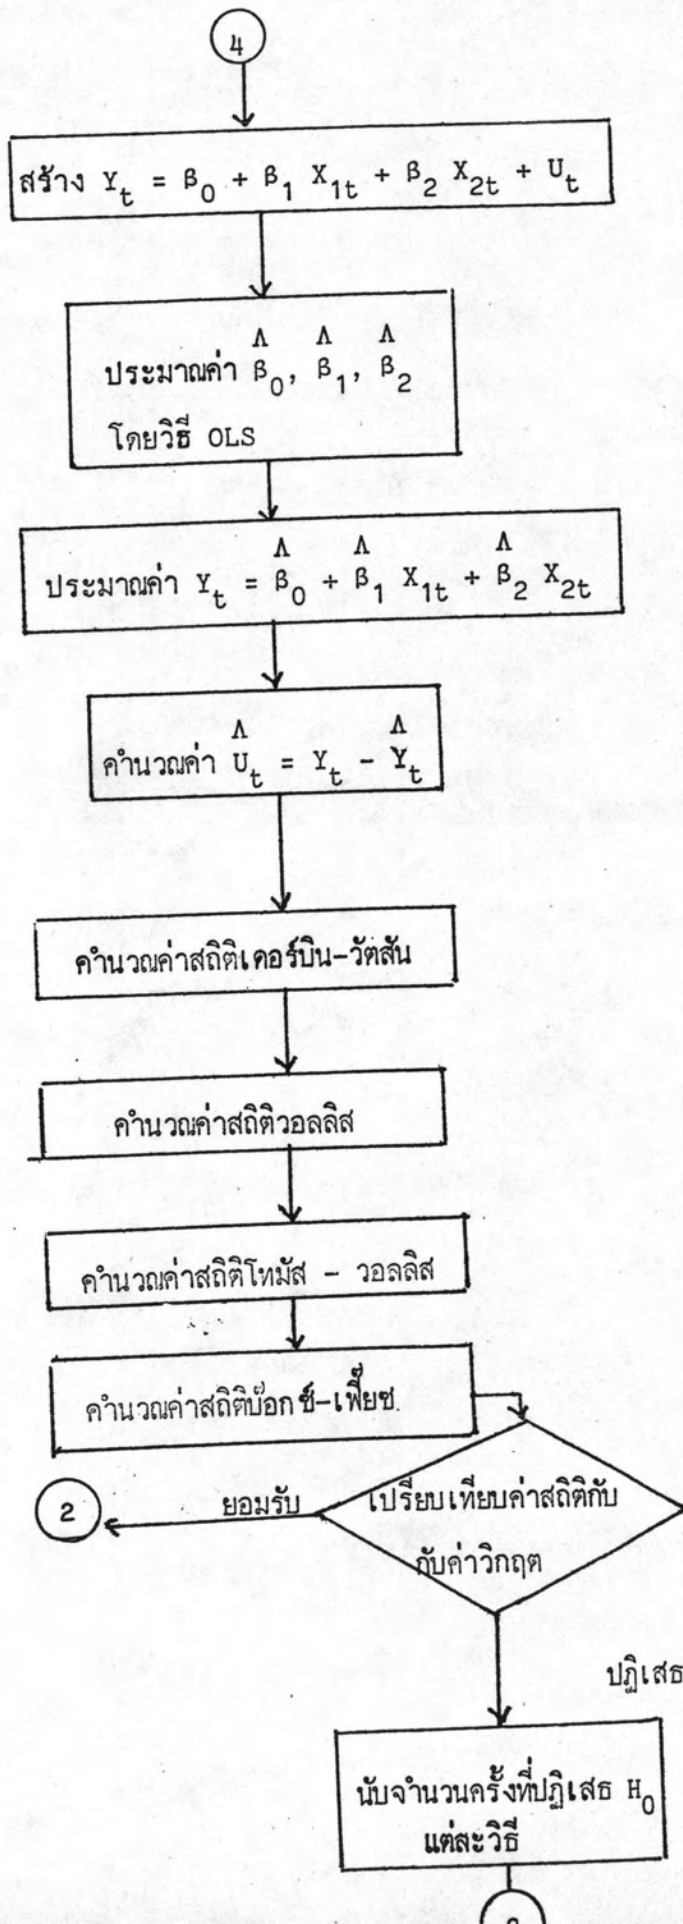 4
สร้าง Y_t = β_0 + β_1 X_1t + β_2 X_2t + U_t
Λ Λ Λ
ประมาณค่า β_0, β_1, β_2
โดยวิธี OLS
Λ Λ Λ
ประมาณค่า Y_t = β_0 + β_1 X_1t + β_2 X_2t
Λ Λ
คำนวณค่า U_t = Y_t - Y_t
คำนวณค่าสถิติเดอร์บิน-วัตสัน
คำนวณค่าสถิติวอลลิส
คำนวณค่าสถิติโทมัส - วอลลิส
คำนวณค่าสถิติบ๊อกซ์-เพี๊ยซ
2
ยอมรับ
เปรียบเทียบค่าสถิติกับ
กับค่าวิกฤต
ปฏิเสธ
นับจำนวนครั้งที่ปฏิเสธ H_0
แต่ละวิธี